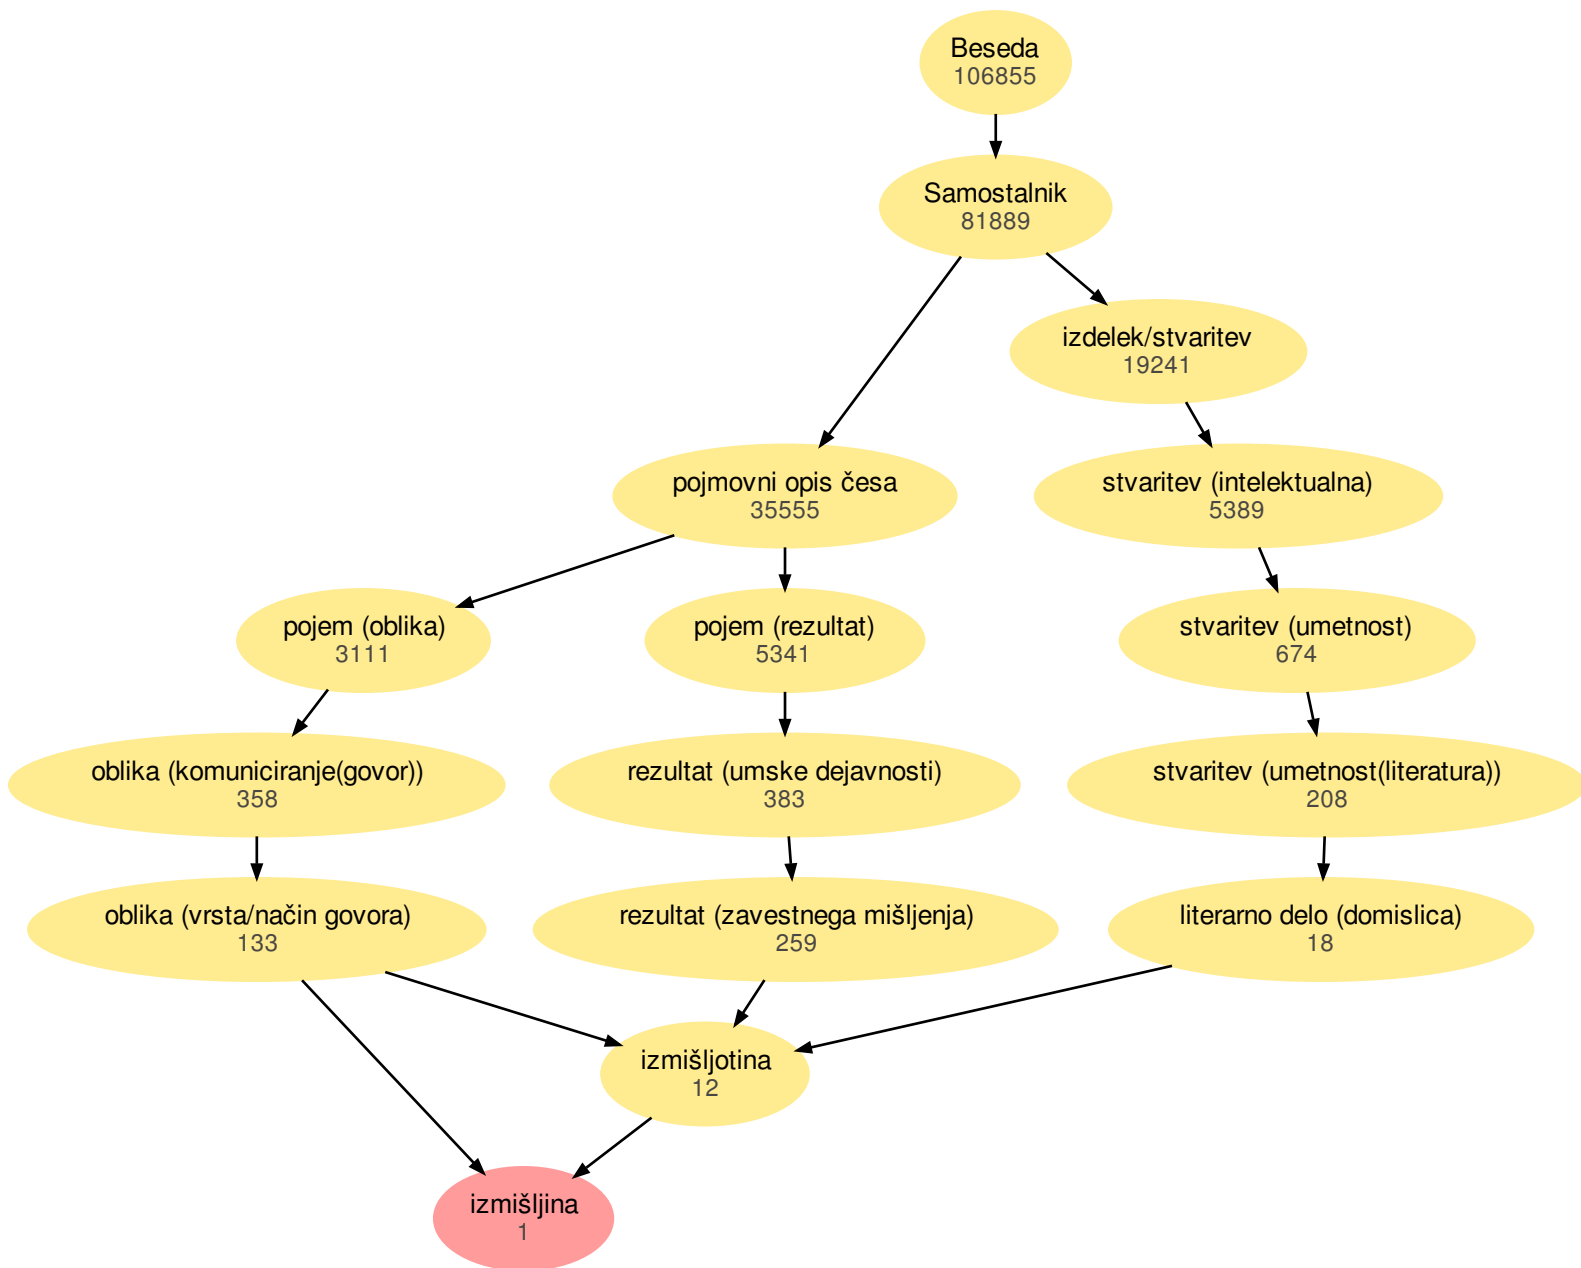 Beseda
106855
Samostalnik
81889
izdelek/stvaritev
19241
pojmovni opis česa
35555
stvaritev (intelektualna)
5389
pojem (oblika)
3111
pojem (rezultat)
5341
stvaritev (umetnost)
674
oblika (komuniciranje(govor))
358
rezultat (umske dejavnosti)
383
stvaritev (umetnost(literatura))
208
oblika (vrsta/način govora)
133
rezultat (zavestnega mišljenja)
259
literarno delo (domislica)
18
izmišljotina
12
izmišljina
1